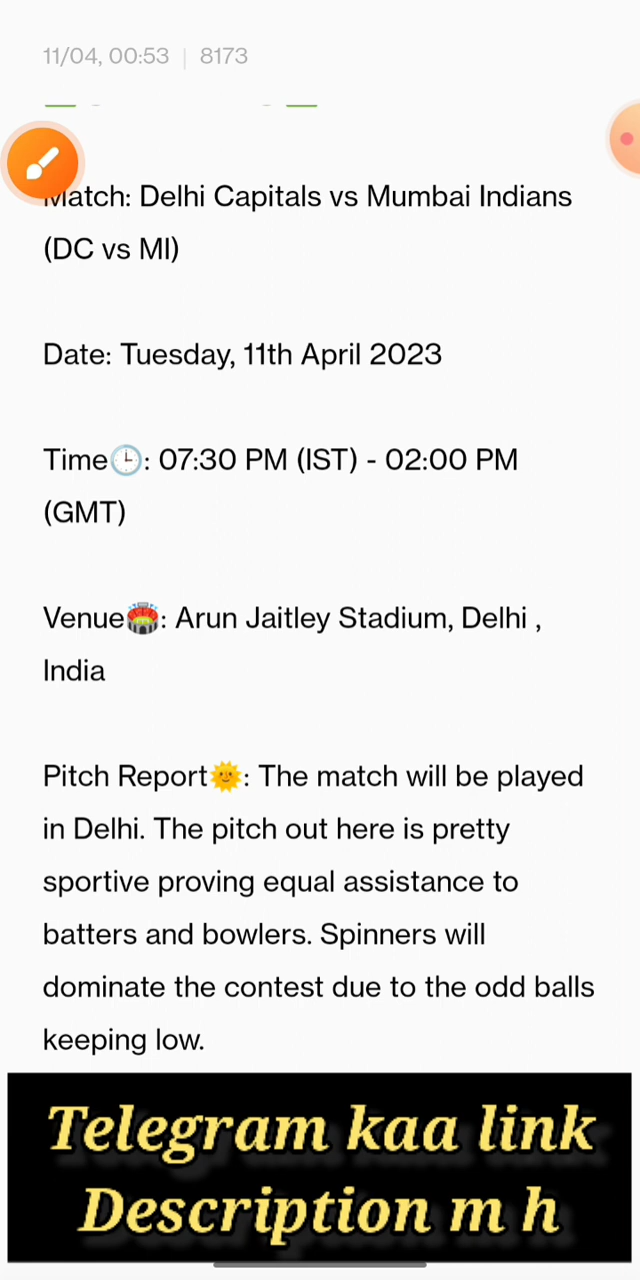 11/04, 00:53 | 8173
Match: Delhi Capitals vs Mumbai Indians
(DC vs MI)
Date: Tuesday, 11th April 2023
Time🕒: 07:30 PM (IST) - 02:00 PM
(GMT)
Venue🏟: Arun Jaitley Stadium, Delhi ,
India
Pitch Report🌞: The match will be played
in Delhi. The pitch out here is pretty
sportive proving equal assistance to
batters and bowlers. Spinners will
dominate the contest due to the odd balls
keeping low.
Telegram kaa link
Description m h